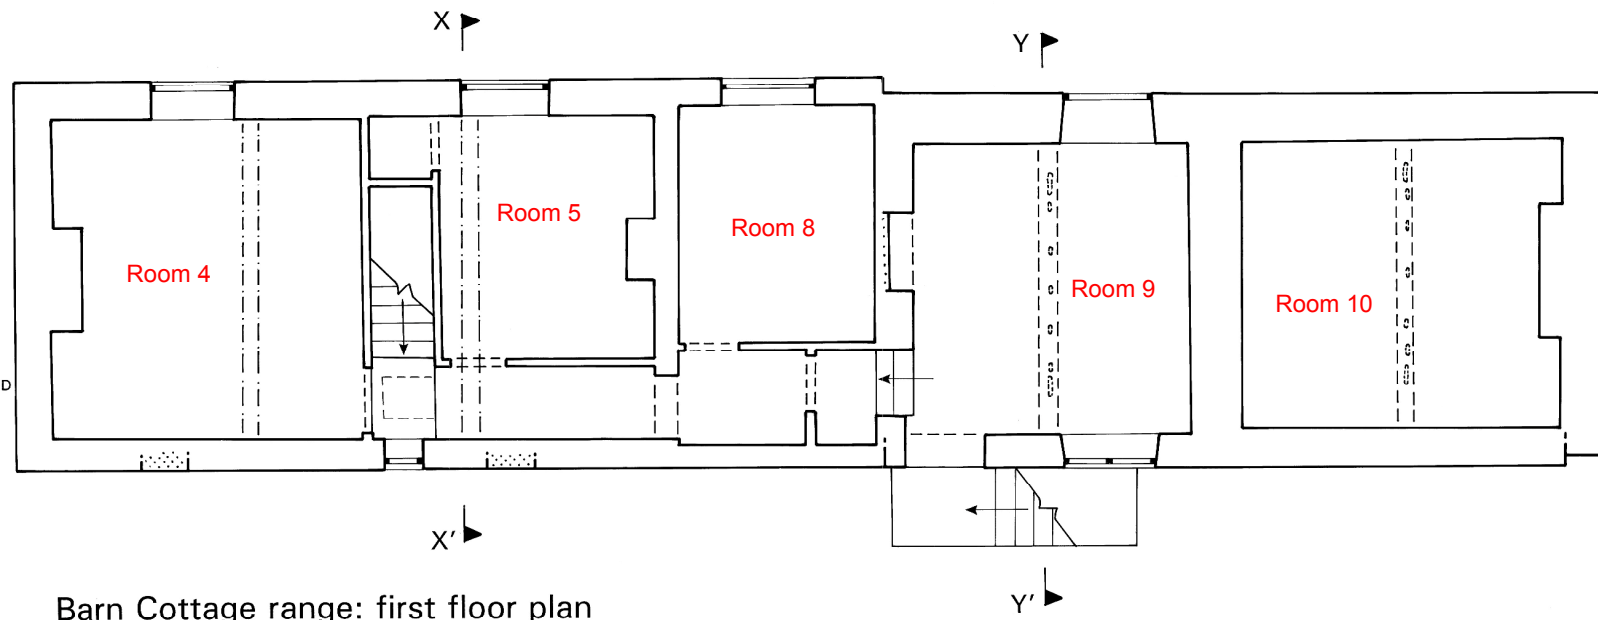 X
Y
Room 5
Room 8
Room 4
Room 9
Room 10
D
X'
Y'
Barn Cottage range: first floor plan